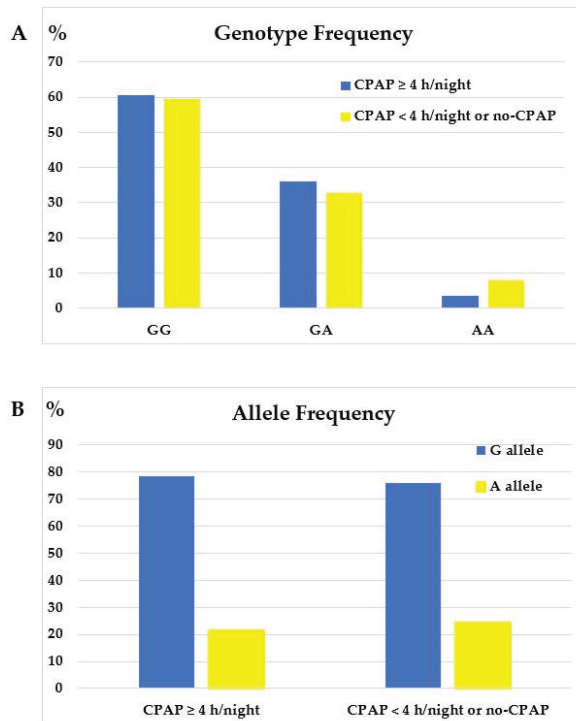 A
%
Genotype Frequency
70
60
50
40
30
20
10
0
CPAP ≥ 4 h/night
CPAP < 4 h/night or no-CPAP
GG
GA
AA
B
%
Allele Frequency
90
80
70
60
50
40
30
20
10
0
G allele
A allele
CPAP ≥ 4 h/night
CPAP < 4 h/night or no-CPAP